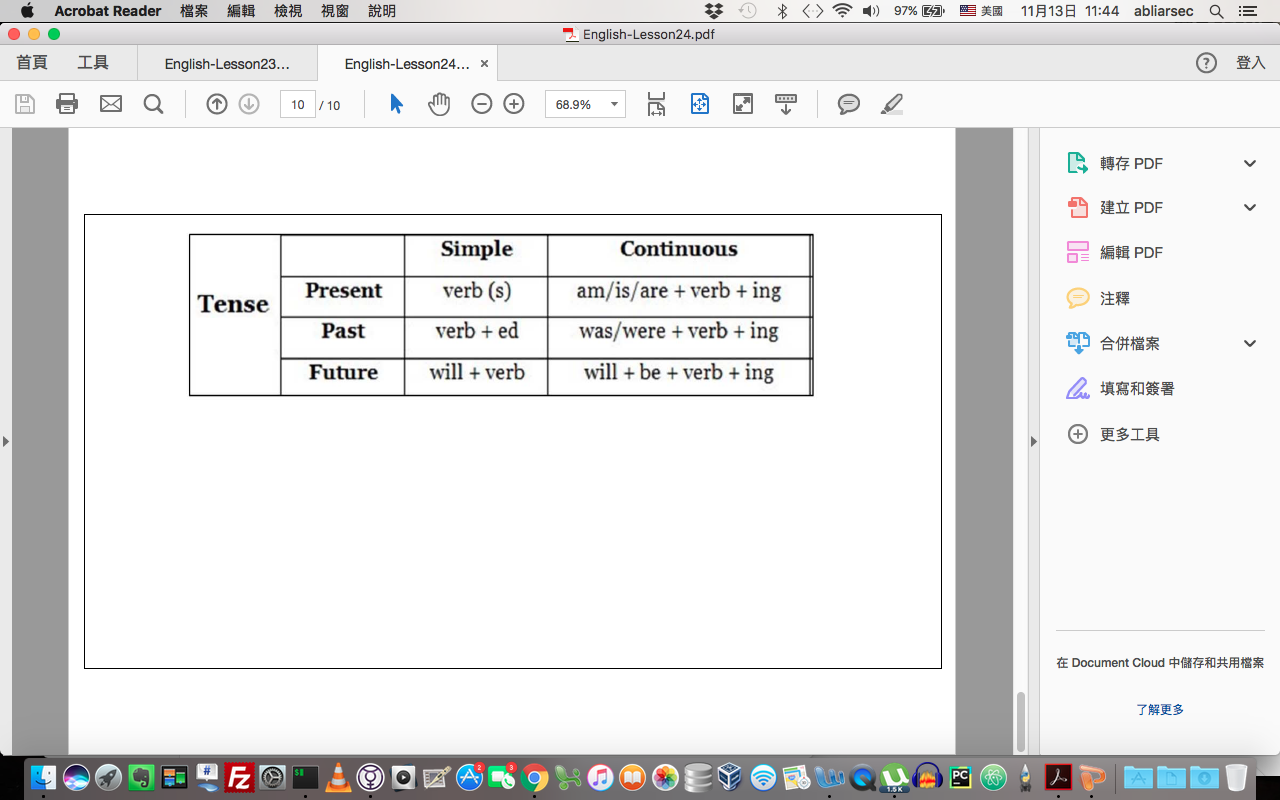 Acrobat Reader 檔案 編輯 檢視 視窗 說明 97% 美國 11月13日 11:44 abliarsec
English-Lesson24.pdf
首頁 工具 English-Lesson23... English-Lesson24... × ? 登入
10 / 10 68.9%
轉存 PDF
建立 PDF
編輯 PDF
注釋
合併檔案
填寫和簽署
更多工具
在 Document Cloud 中儲存和共用檔案
了解更多
Tense
Simple Continuous
Present verb (s) am/is/are + verb + ing
Past verb + ed was/were + verb + ing
Future will + verb will + be + verb + ing
# Fz $# 2 3 1.5 K PC